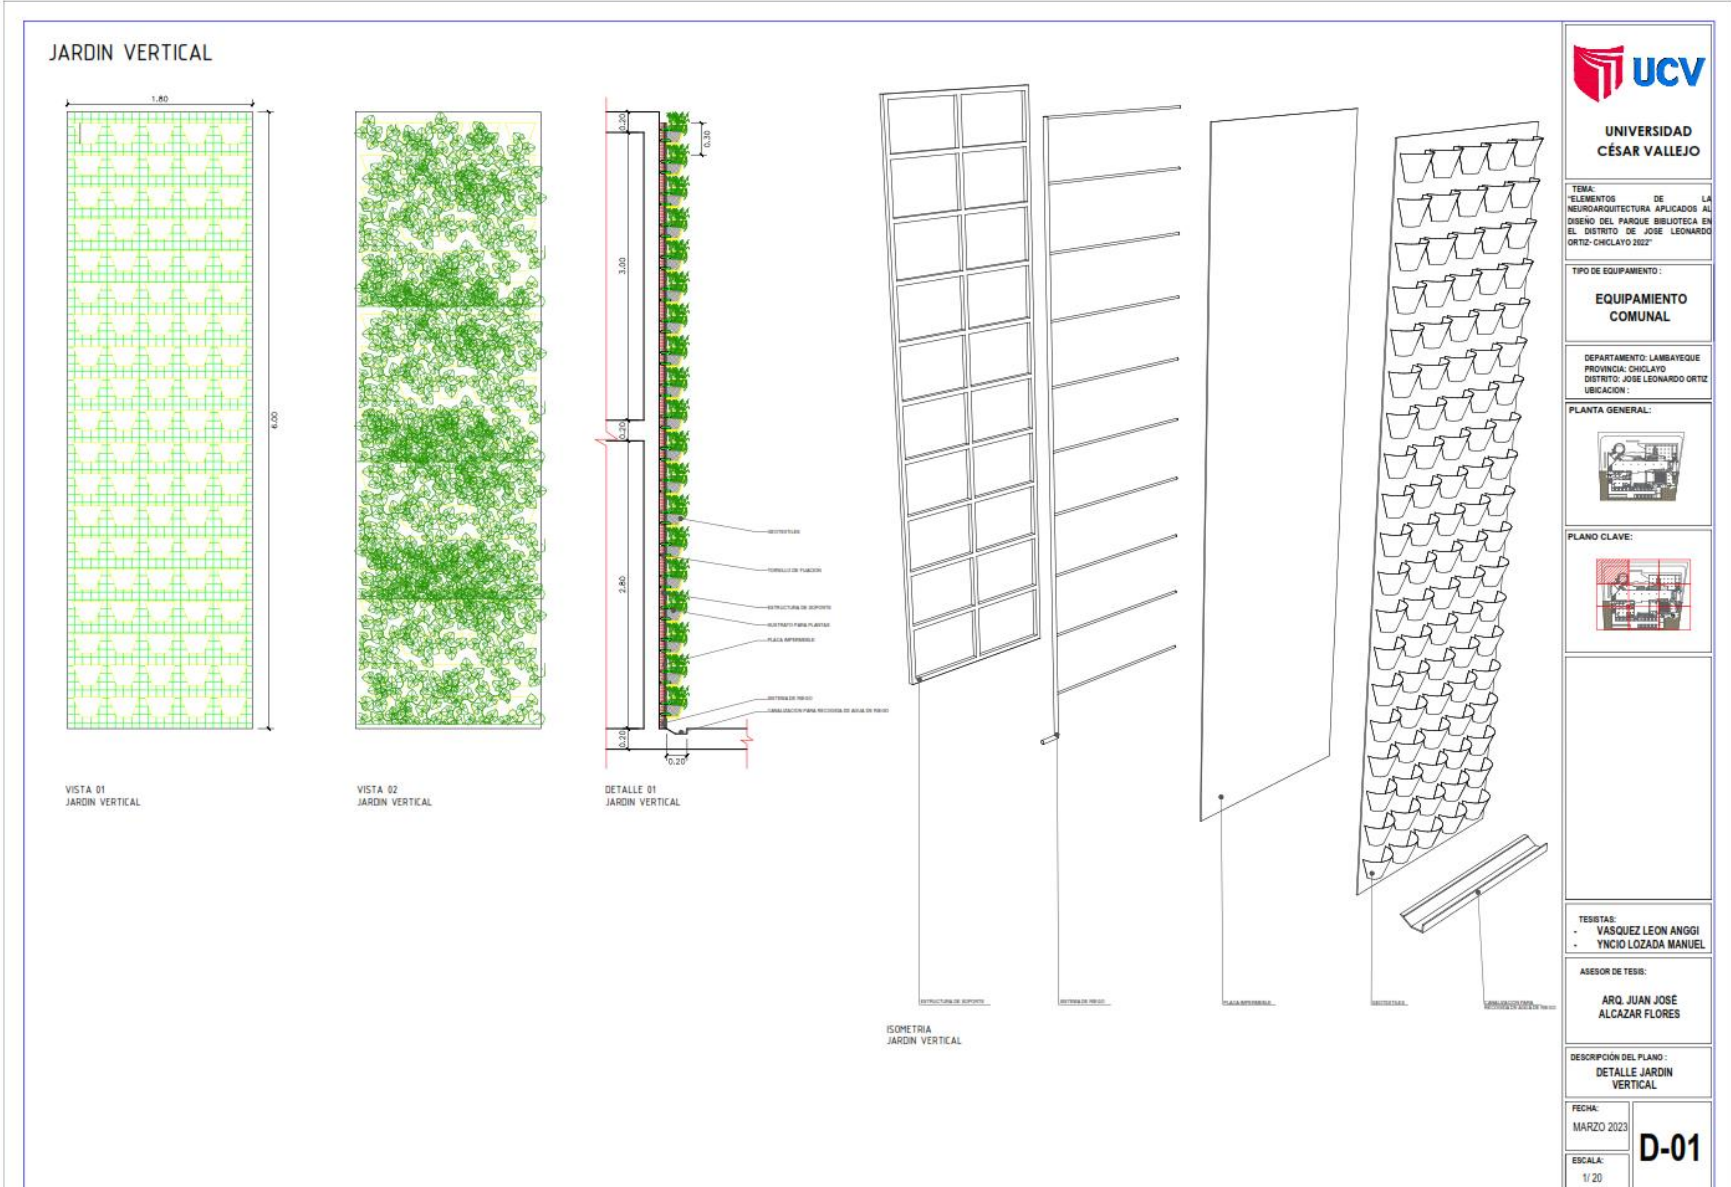 JARDIN VERTICAL
1.80
6.00
0.20
3.00
0.20
2.80
0.20
0.30
0.20
GEOTEXTILES
TORNILLO DE FIJACION
ESTRUCTURA DE SOPORTE
SUSTRATO PARA PLANTAS
PLACA IMPERMEABLE
SISTEMA DE RIEGO
CANALIZACION PARA RECOGIDA DE AGUA DE RIEGO
VISTA 01
JARDIN VERTICAL
VISTA 02
JARDIN VERTICAL
DETALLE 01
JARDIN VERTICAL
ESTRUCTURA DE SOPORTE
SISTEMA DE RIEGO
PLACA IMPERMEABLE
GEOTEXTILES
CANALIZACION PARA
RECOGIDA DE AGUA DE RIEGO
ISOMETRIA
JARDIN VERTICAL
UCV
UNIVERSIDAD
CÉSAR VALLEJO
TEMA:
"ELEMENTOS DE LA
NEUROARQUITECTURA APLICADOS AL
DISEÑO DEL PARQUE BIBLIOTECA EN
EL DISTRITO DE JOSE LEONARDO
ORTIZ- CHICLAYO 2022"
TIPO DE EQUIPAMIENTO :
EQUIPAMIENTO
COMUNAL
DEPARTAMENTO: LAMBAYEQUE
PROVINCIA: CHICLAYO
DISTRITO: JOSE LEONARDO ORTIZ
UBICACION :
PLANTA GENERAL:
PLANO CLAVE:
TESISTAS:
- VASQUEZ LEON ANGGI
- YNCIO LOZADA MANUEL
ASESOR DE TESIS:
ARQ. JUAN JOSÉ
ALCAZAR FLORES
DESCRIPCIÓN DEL PLANO :
DETALLE JARDIN
VERTICAL
FECHA:
MARZO 2023
ESCALA:
1/ 20
D-01